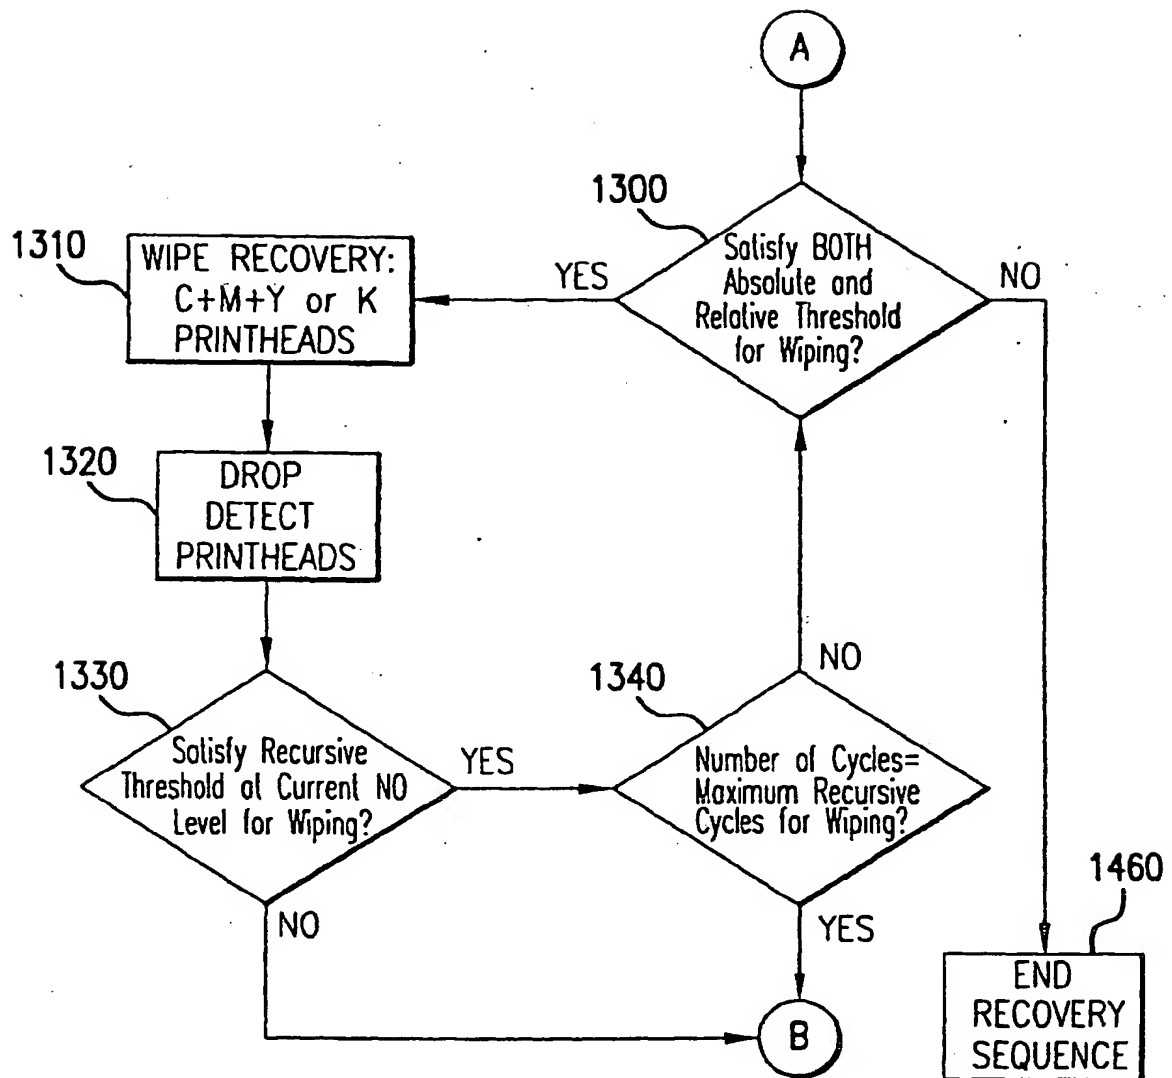 A
1300
Satisfy BOTH
Absolute and
Relative Threshold
for Wiping?
YES
NO
1310
WIPE RECOVERY:
C+M+Y or K
PRINTHEADS
1320
DROP
DETECT
PRINTHEADS
1330
Satisfy Recursive
Threshold at Current NO
Level for Wiping?
YES
NO
1340
Number of Cycles=
Maximum Recursive
Cycles for Wiping?
NO
YES
B
1460
END
RECOVERY
SEQUENCE